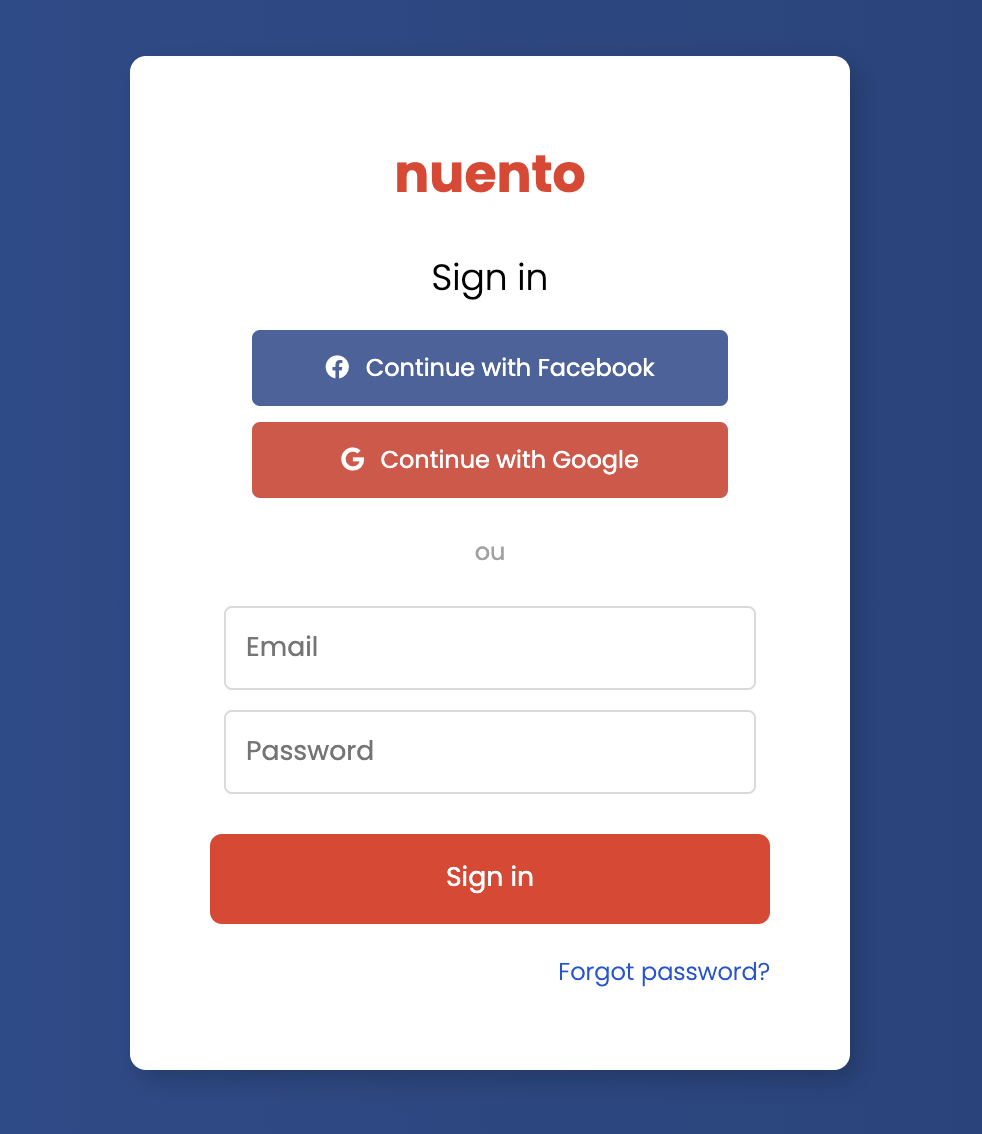 nuento
Sign in
Continue with Facebook
Continue with Google
ou
Email
Password
Sign in
Forgot password?